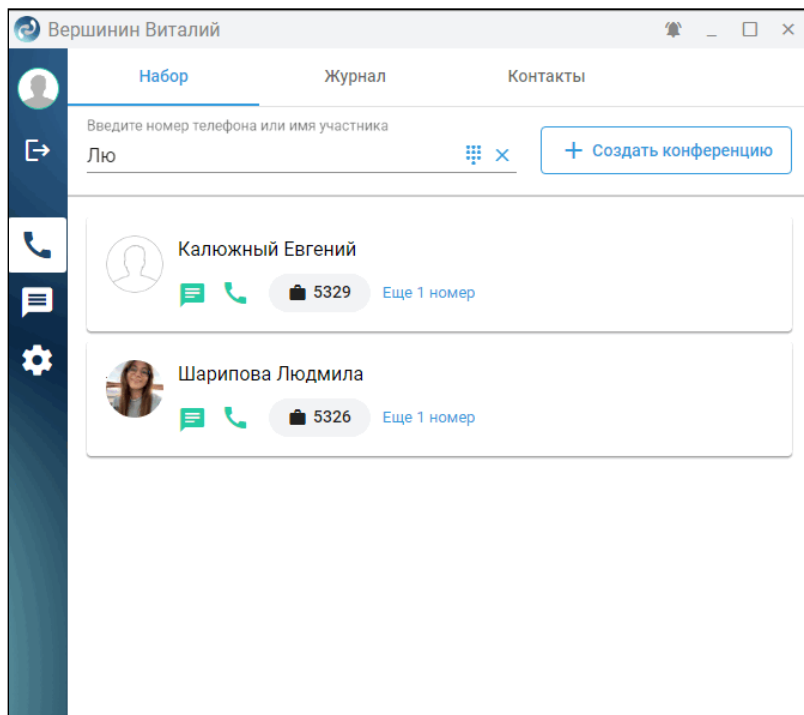 Вершинин Виталий
Набор Журнал Контакты
Введите номер телефона или имя участника
Лю
Создать конференцию
Калюжный Евгений
5329 Еще 1 номер
Шарипова Людмила
5326 Еще 1 номер